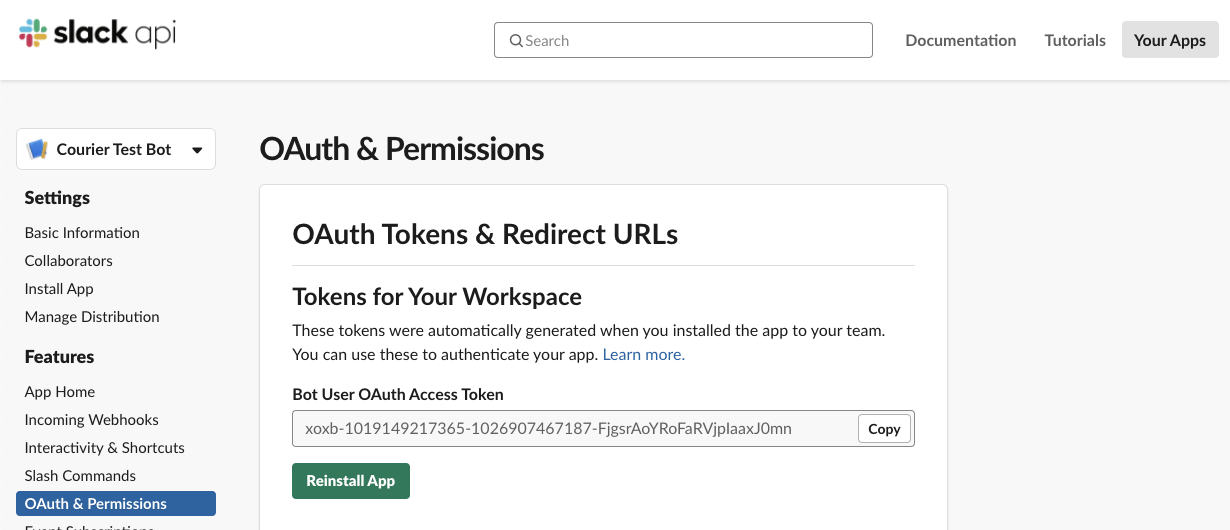 slack api
Search
Documentation
Tutorials
Your Apps
Courier Test Bot
Settings
Basic Information
Collaborators
Install App
Manage Distribution
Features
App Home
Incoming Webhooks
Interactivity & Shortcuts
Slash Commands
OAuth & Permissions
Event Subscriptions
OAuth & Permissions
OAuth Tokens & Redirect URLs
Tokens for Your Workspace
These tokens were automatically generated when you installed the app to your team.
You can use these to authenticate your app. Learn more.
Bot User OAuth Access Token
xoxb-1019149217365-1026907467187-FjgsrAoYRoFaRVjplaaxJ0mn
Copy
Reinstall App